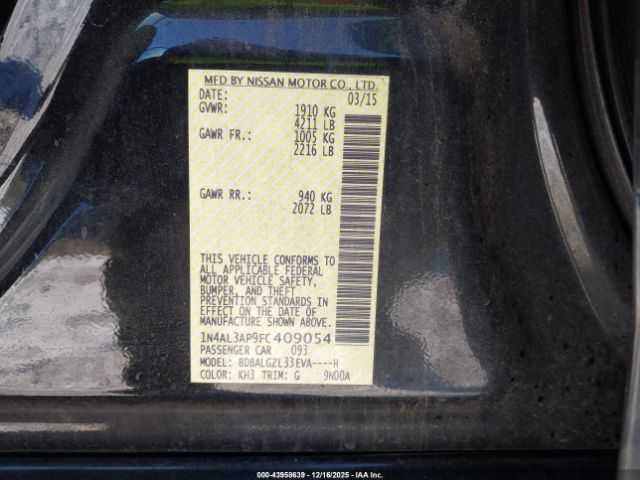 MFD BY NISSAN MOTOR CO., LTD.
DATE: 03/15
GVWR: 1910 KG
4211 LB
GAWR FR.: 1005 KG
2216 LB
GAWR RR.: 940 KG
2072 LB
THIS VEHICLE CONFORMS TO
ALL APPLICABLE FEDERAL
MOTOR VEHICLE SAFETY,
BUMPER, AND THEFT
PREVENTION STANDARDS IN
EFFECT ON THE DATE OF
MANUFACTURE SHOWN ABOVE.
1N4AL3AP9FC409054
PASSENGER CAR 093
MODEL: BDBALGZL33EVA----H
COLOR: KH3 TRIM: G 9N00A
000-43958639 - 12/16/2025 - IAA Inc.